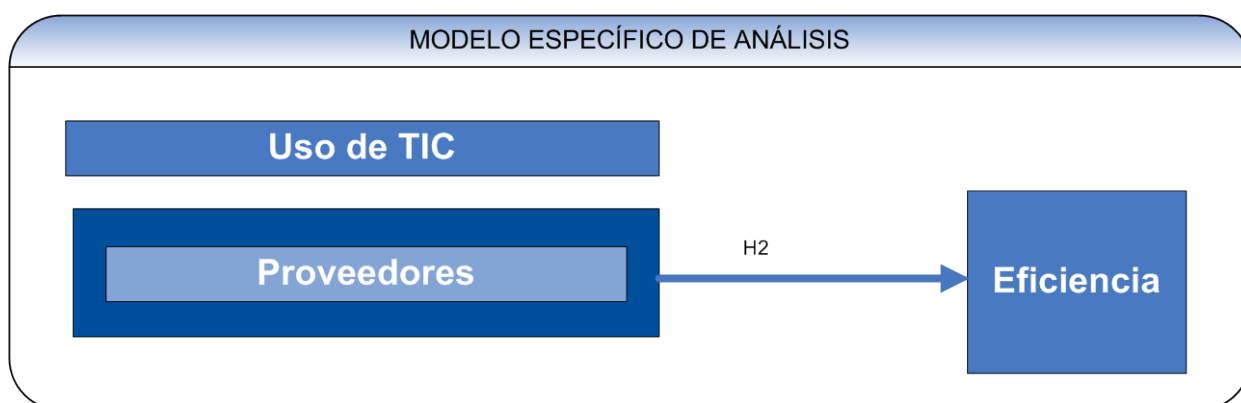 MODELO ESPECÍFICO DE ANÁLISIS
Uso de TIC
Proveedores
H2
Eficiencia